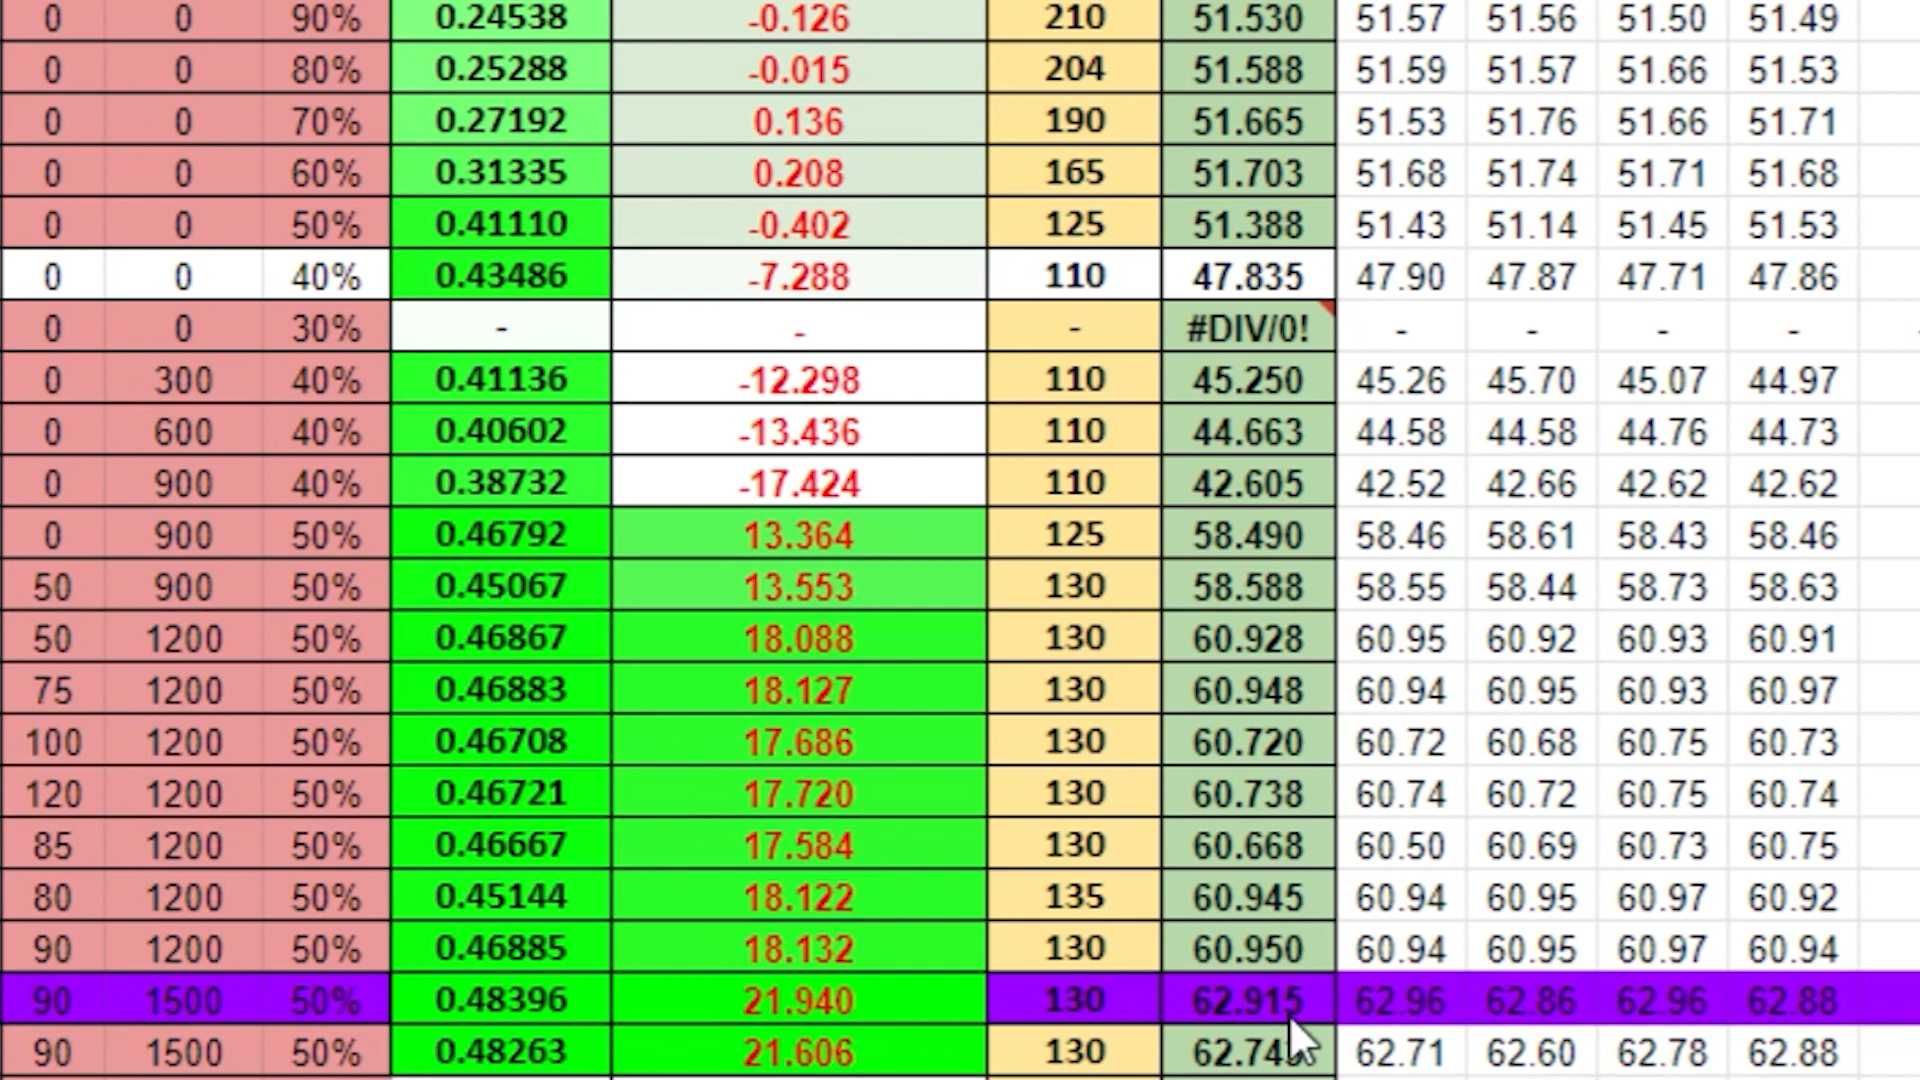 0 0 90% 0.24538 -0.126 210 51.530 51.57 51.56 51.50 51.49
0 0 80% 0.25288 -0.015 204 51.588 51.59 51.57 51.66 51.53
0 0 70% 0.27192 0.136 190 51.665 51.53 51.76 51.66 51.71
0 0 60% 0.31335 0.208 165 51.703 51.68 51.74 51.71 51.68
0 0 50% 0.41110 -0.402 125 51.388 51.43 51.14 51.45 51.53
0 0 40% 0.43486 -7.288 110 47.835 47.90 47.87 47.71 47.86
0 0 30% - - - #DIV/0! - - - -
0 300 40% 0.41136 -12.298 110 45.250 45.26 45.70 45.07 44.97
0 600 40% 0.40602 -13.436 110 44.663 44.58 44.58 44.76 44.73
0 900 40% 0.38732 -17.424 110 42.605 42.52 42.66 42.62 42.62
0 900 50% 0.46792 13.364 125 58.490 58.46 58.61 58.43 58.46
50 900 50% 0.45067 13.553 130 58.588 58.55 58.44 58.73 58.63
50 1200 50% 0.46867 18.088 130 60.928 60.95 60.92 60.93 60.91
75 1200 50% 0.46883 18.127 130 60.948 60.94 60.95 60.93 60.97
100 1200 50% 0.46708 17.686 130 60.720 60.72 60.68 60.75 60.73
120 1200 50% 0.46721 17.720 130 60.738 60.74 60.72 60.75 60.74
85 1200 50% 0.46667 17.584 130 60.668 60.50 60.69 60.73 60.75
80 1200 50% 0.45144 18.122 135 60.945 60.94 60.95 60.97 60.92
90 1200 50% 0.46885 18.132 130 60.950 60.94 60.95 60.97 60.94
90 1500 50% 0.48396 21.940 130 62.915 62.96 62.86 62.96 62.88
90 1500 50% 0.48263 21.606 130 62.71 62.60 62.78 62.88